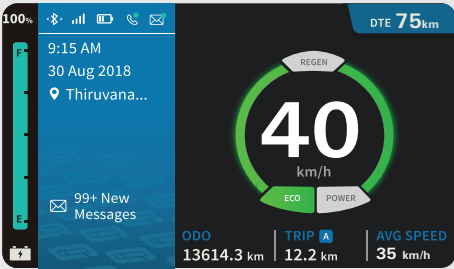 100%
F
E
9:15 AM
30 Aug 2018
Thiruvana...
99+ New
Messages
DTE 75km
REGEN
40
km/h
ECO POWER
ODO
13614.3 km
TRIP A
12.2 km
AVG SPEED
35 km/h